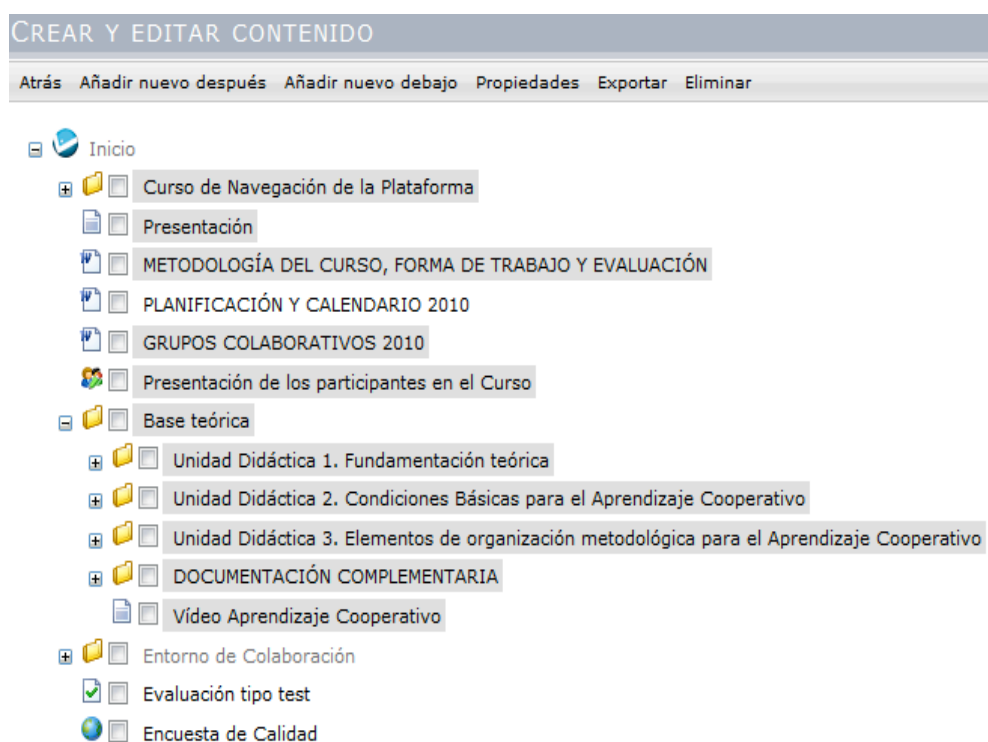 CREAR Y EDITAR CONTENIDO
Atrás Añadir nuevo después Añadir nuevo debajo Propiedades Exportar Eliminar
Inicio
Curso de Navegación de la Plataforma
Presentación
METODOLOGÍA DEL CURSO, FORMA DE TRABAJO Y EVALUACIÓN
PLANIFICACIÓN Y CALENDARIO 2010
GRUPOS COLABORATIVOS 2010
Presentación de los participantes en el Curso
Base teórica
Unidad Didáctica 1. Fundamentación teórica
Unidad Didáctica 2. Condiciones Básicas para el Aprendizaje Cooperativo
Unidad Didáctica 3. Elementos de organización metodológica para el Aprendizaje Cooperativo
DOCUMENTACIÓN COMPLEMENTARIA
Vídeo Aprendizaje Cooperativo
Entorno de Colaboración
Evaluación tipo test
Encuesta de Calidad